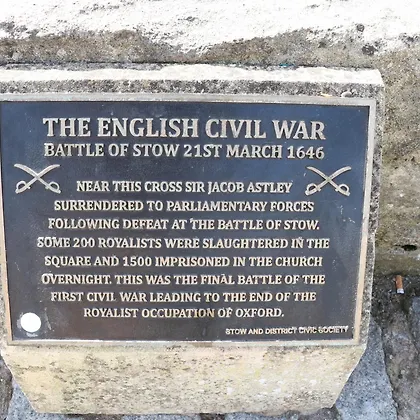 THE ENGLISH CIVIL WAR
BATTLE OF STOW 21ST MARCH 1646
NEAR THIS CROSS SIR JACOB ASTLEY
SURRENDERED TO PARLIAMENTARY FORCES
FOLLOWING DEFEAT AT THE BATTLE OF STOW.
SOME 200 ROYALISTS WERE SLAUGHTERED IN THE
SQUARE AND 1500 IMPRISONED IN THE CHURCH
OVERNIGHT. THIS WAS THE FINAL BATTLE OF THE
FIRST CIVIL WAR LEADING TO THE END OF THE
ROYALIST OCCUPATION OF OXFORD.
STOW AND DISTRICT CIVIC SOCIETY